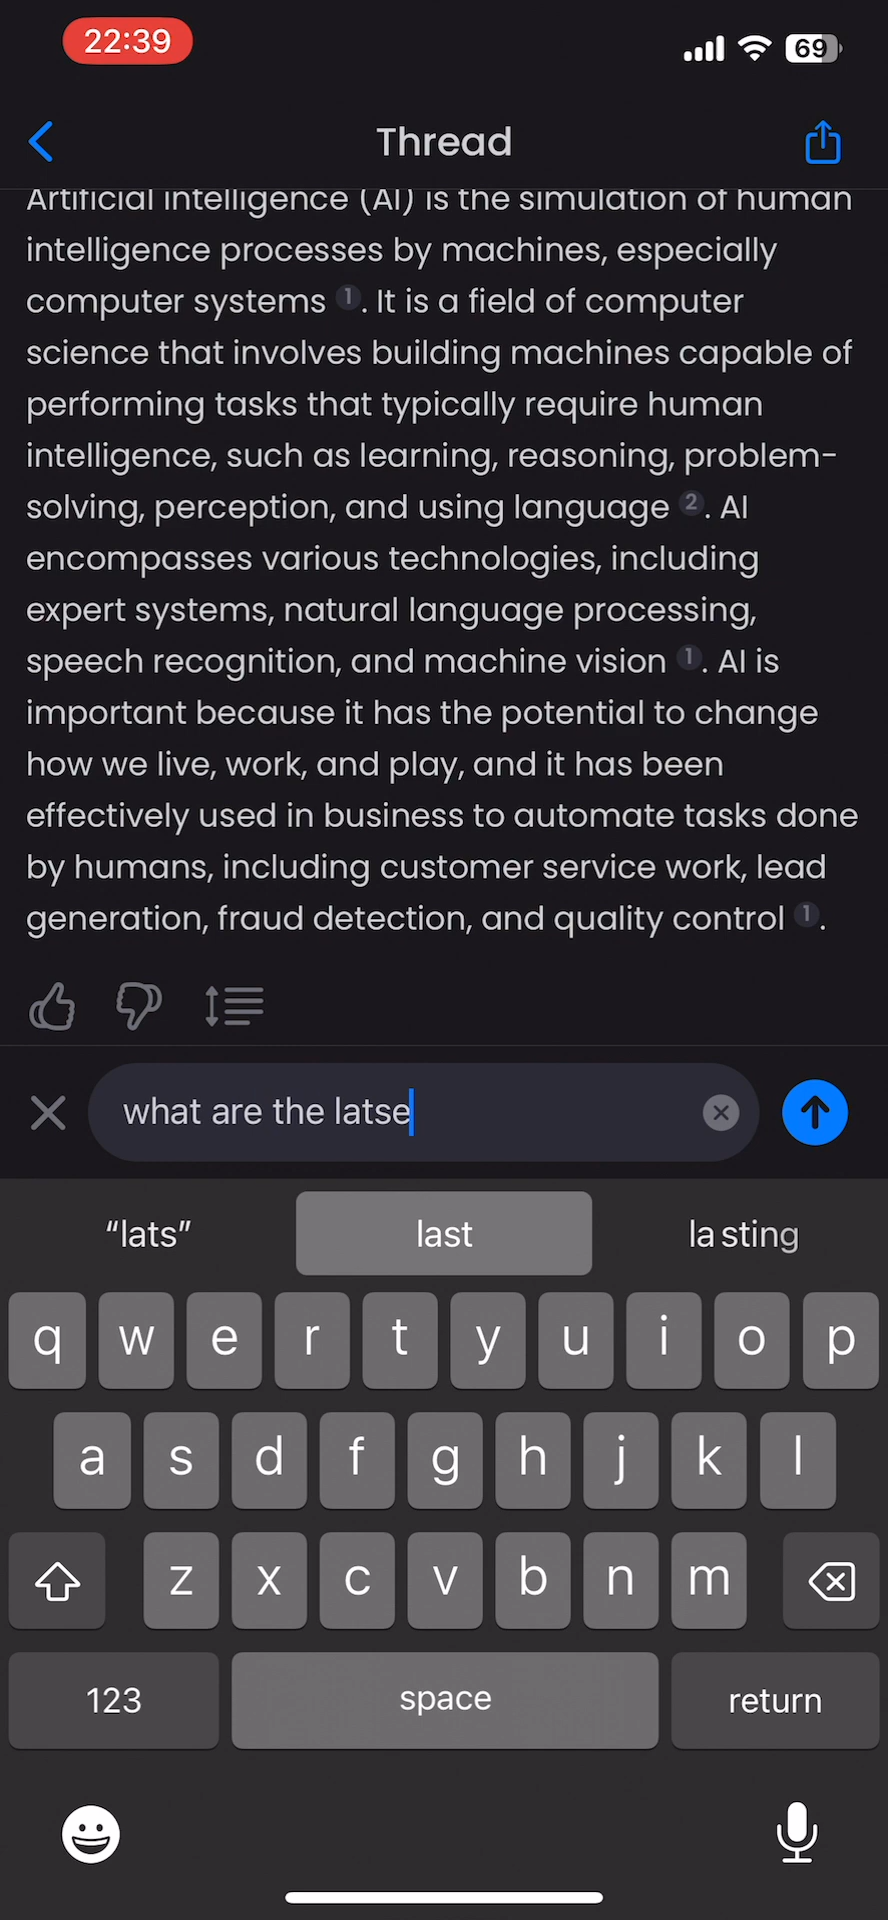 22:39
69
Thread
Artificial intelligence (AI) is the simulation of human
intelligence processes by machines, especially
computer systems 1. It is a field of computer
science that involves building machines capable of
performing tasks that typically require human
intelligence, such as learning, reasoning, problem-
solving, perception, and using language 2. AI
encompasses various technologies, including
expert systems, natural language processing,
speech recognition, and machine vision 1. AI is
important because it has the potential to change
how we live, work, and play, and it has been
effectively used in business to automate tasks done
by humans, including customer service work, lead
generation, fraud detection, and quality control 1.
what are the latse
“lats” last lasting
q w e r t y u i o p
a s d f g h j k l
z x c v b n m
123 space return